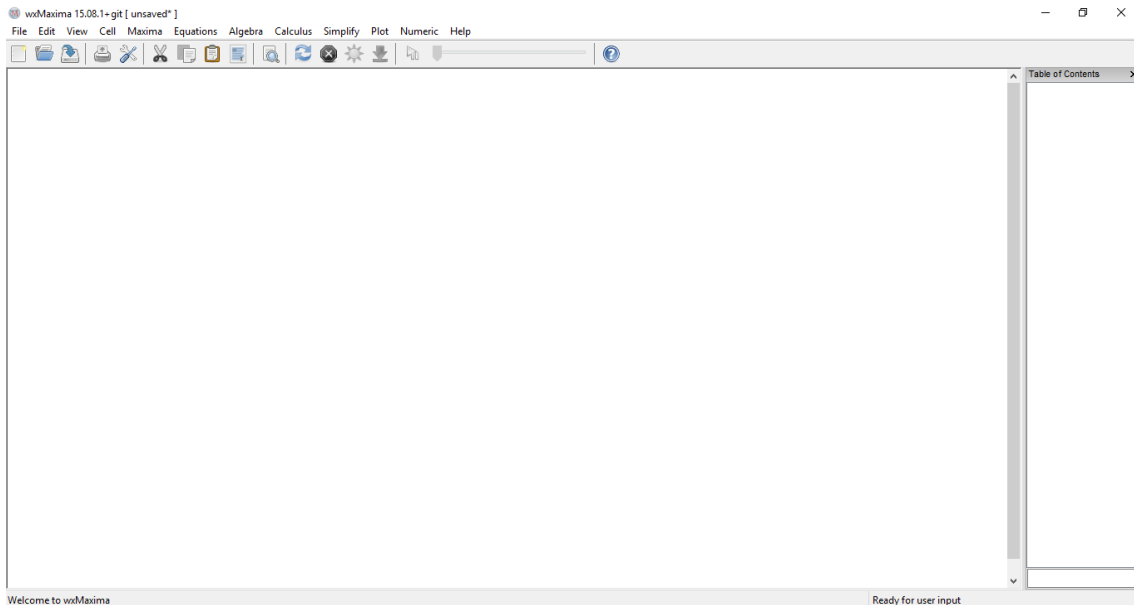 wxMaxima 15.08.1+git [ unsaved* ]
File Edit View Cell Maxima Equations Algebra Calculus Simplify Plot Numeric Help
Table of Contents
Welcome to wxMaxima
Ready for user input